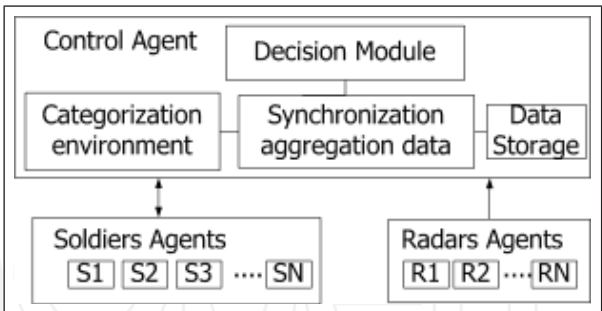 Control Agent
Decision Module
Categorization
environment
Synchronization
aggregation data
Data
Storage
Soldiers Agents
S1 S2 S3 .... SN
Radars Agents
R1 R2 .... RN